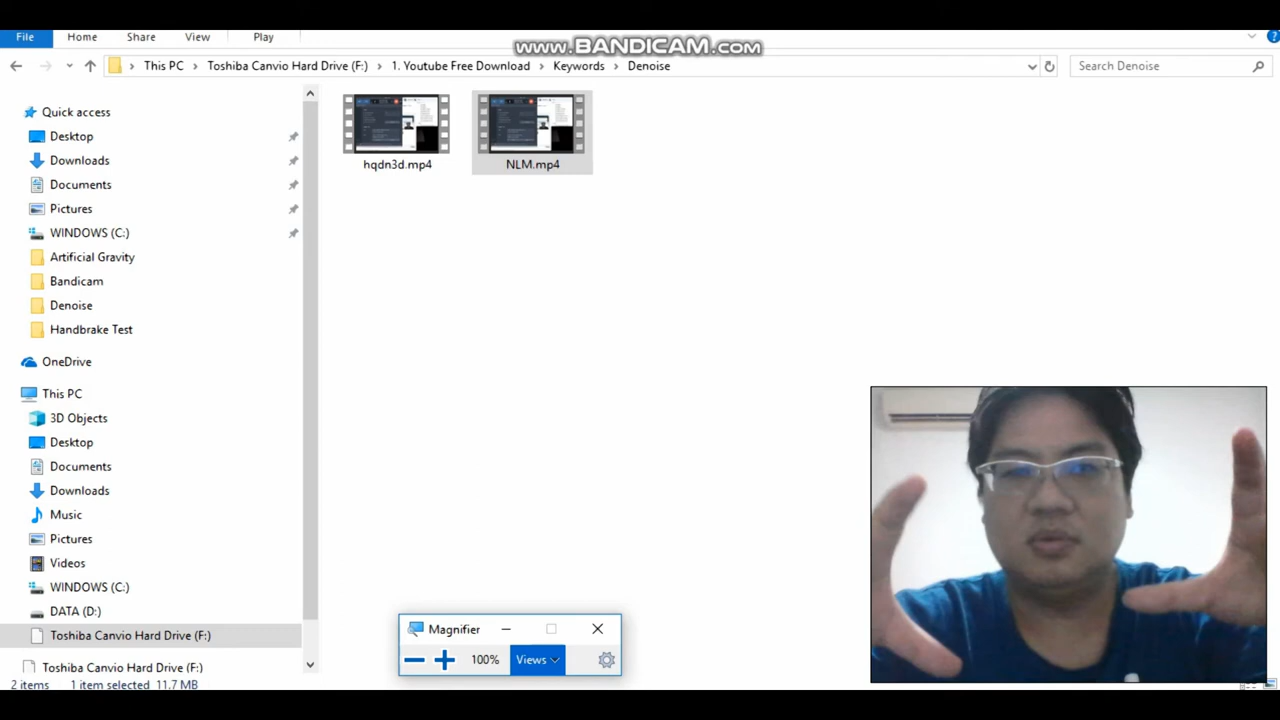 www.BANDICAM.com
File Home Share View Play
This PC Toshiba Canvio Hard Drive (F:) 1. Youtube Free Download Keywords Denoise Search Denoise
Quick access
Desktop
Downloads
Documents
Pictures
WINDOWS (C:)
Artificial Gravity
Bandicam
Denoise
Handbrake Test
OneDrive
This PC
3D Objects
Desktop
Documents
Downloads
Music
Pictures
Videos
WINDOWS (C:)
DATA (D:)
Toshiba Canvio Hard Drive (F:)
Toshiba Canvio Hard Drive (F:)
2 items 1 item selected 11.7 MB
hqdn3d.mp4 NLM.mp4
Magnifier
100% Views